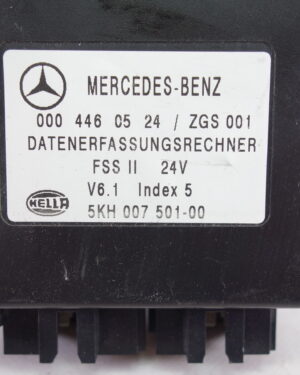 MERCEDES-BENZ
000 446 05 24 / ZGS 001
DATENERFASSUNGSRECHNER
FSS II 24V
V6.1 Index 5
HELLA
5KH 007 501-00